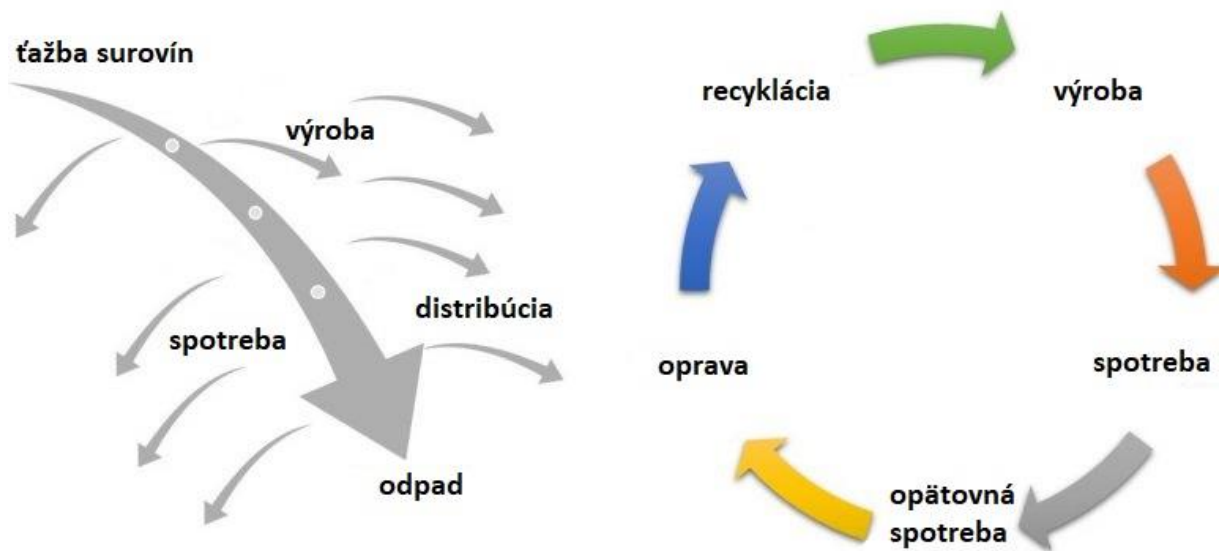 ťažba surovín
výroba
distribúcia
spotreba
odpad
recyklácia
výroba
spotreba
opätovná
spotreba
oprava